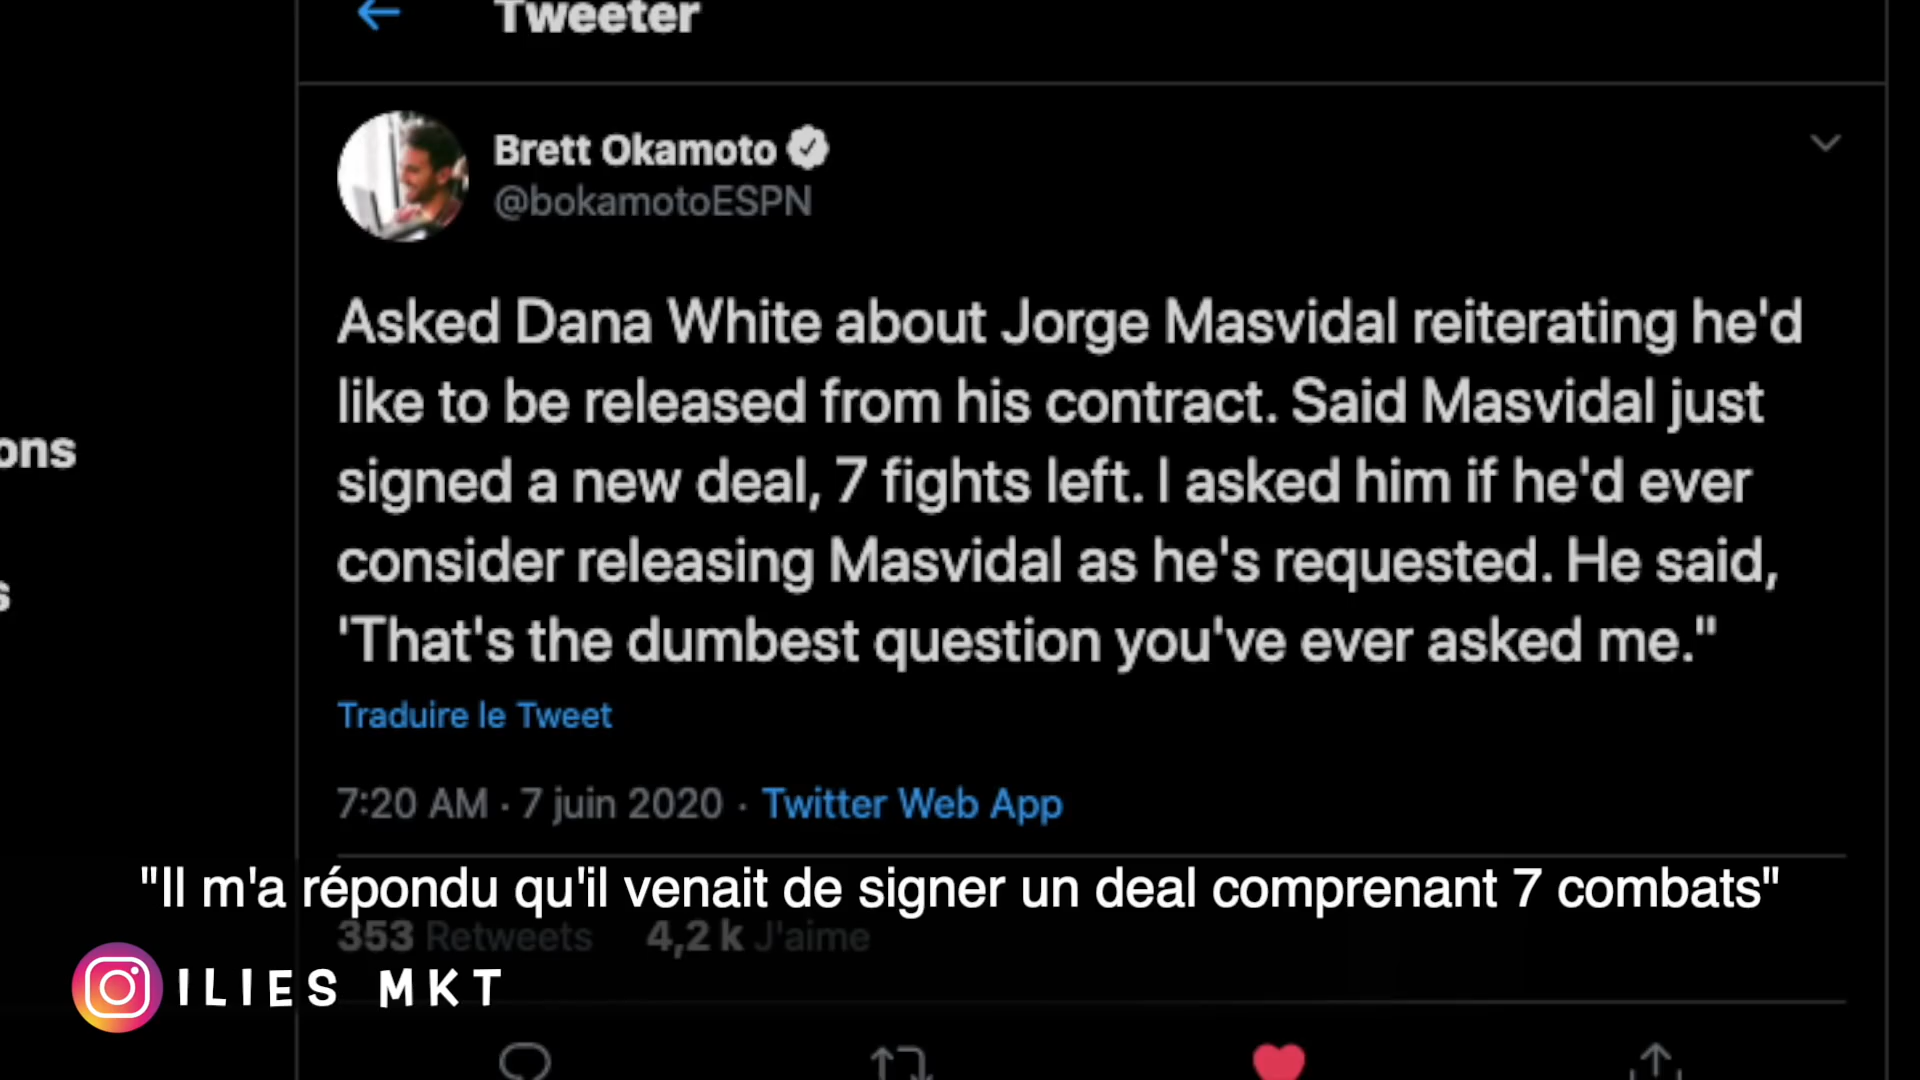 Tweeter
Brett Okamoto
@bokamotoESPN
Asked Dana White about Jorge Masvidal reiterating he'd
like to be released from his contract. Said Masvidal just
signed a new deal, 7 fights left. I asked him if he'd ever
consider releasing Masvidal as he's requested. He said,
'That's the dumbest question you've ever asked me."
Traduire le Tweet
7:20 AM · 7 juin 2020 · Twitter Web App
"Il m'a répondu qu'il venait de signer un deal comprenant 7 combats"
353 Retweets 4,2 k J'aime
ILIES MKT